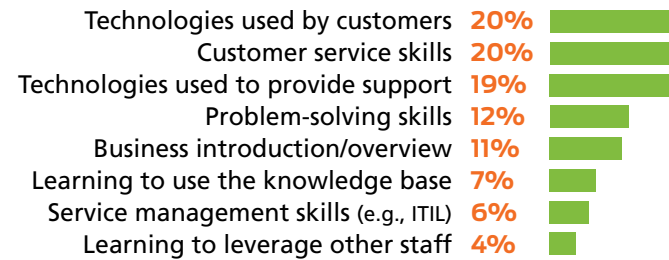 Technologies used by customers 20%
Customer service skills 20%
Technologies used to provide support 19%
Problem-solving skills 12%
Business introduction/overview 11%
Learning to use the knowledge base 7%
Service management skills (e.g., ITIL) 6%
Learning to leverage other staff 4%